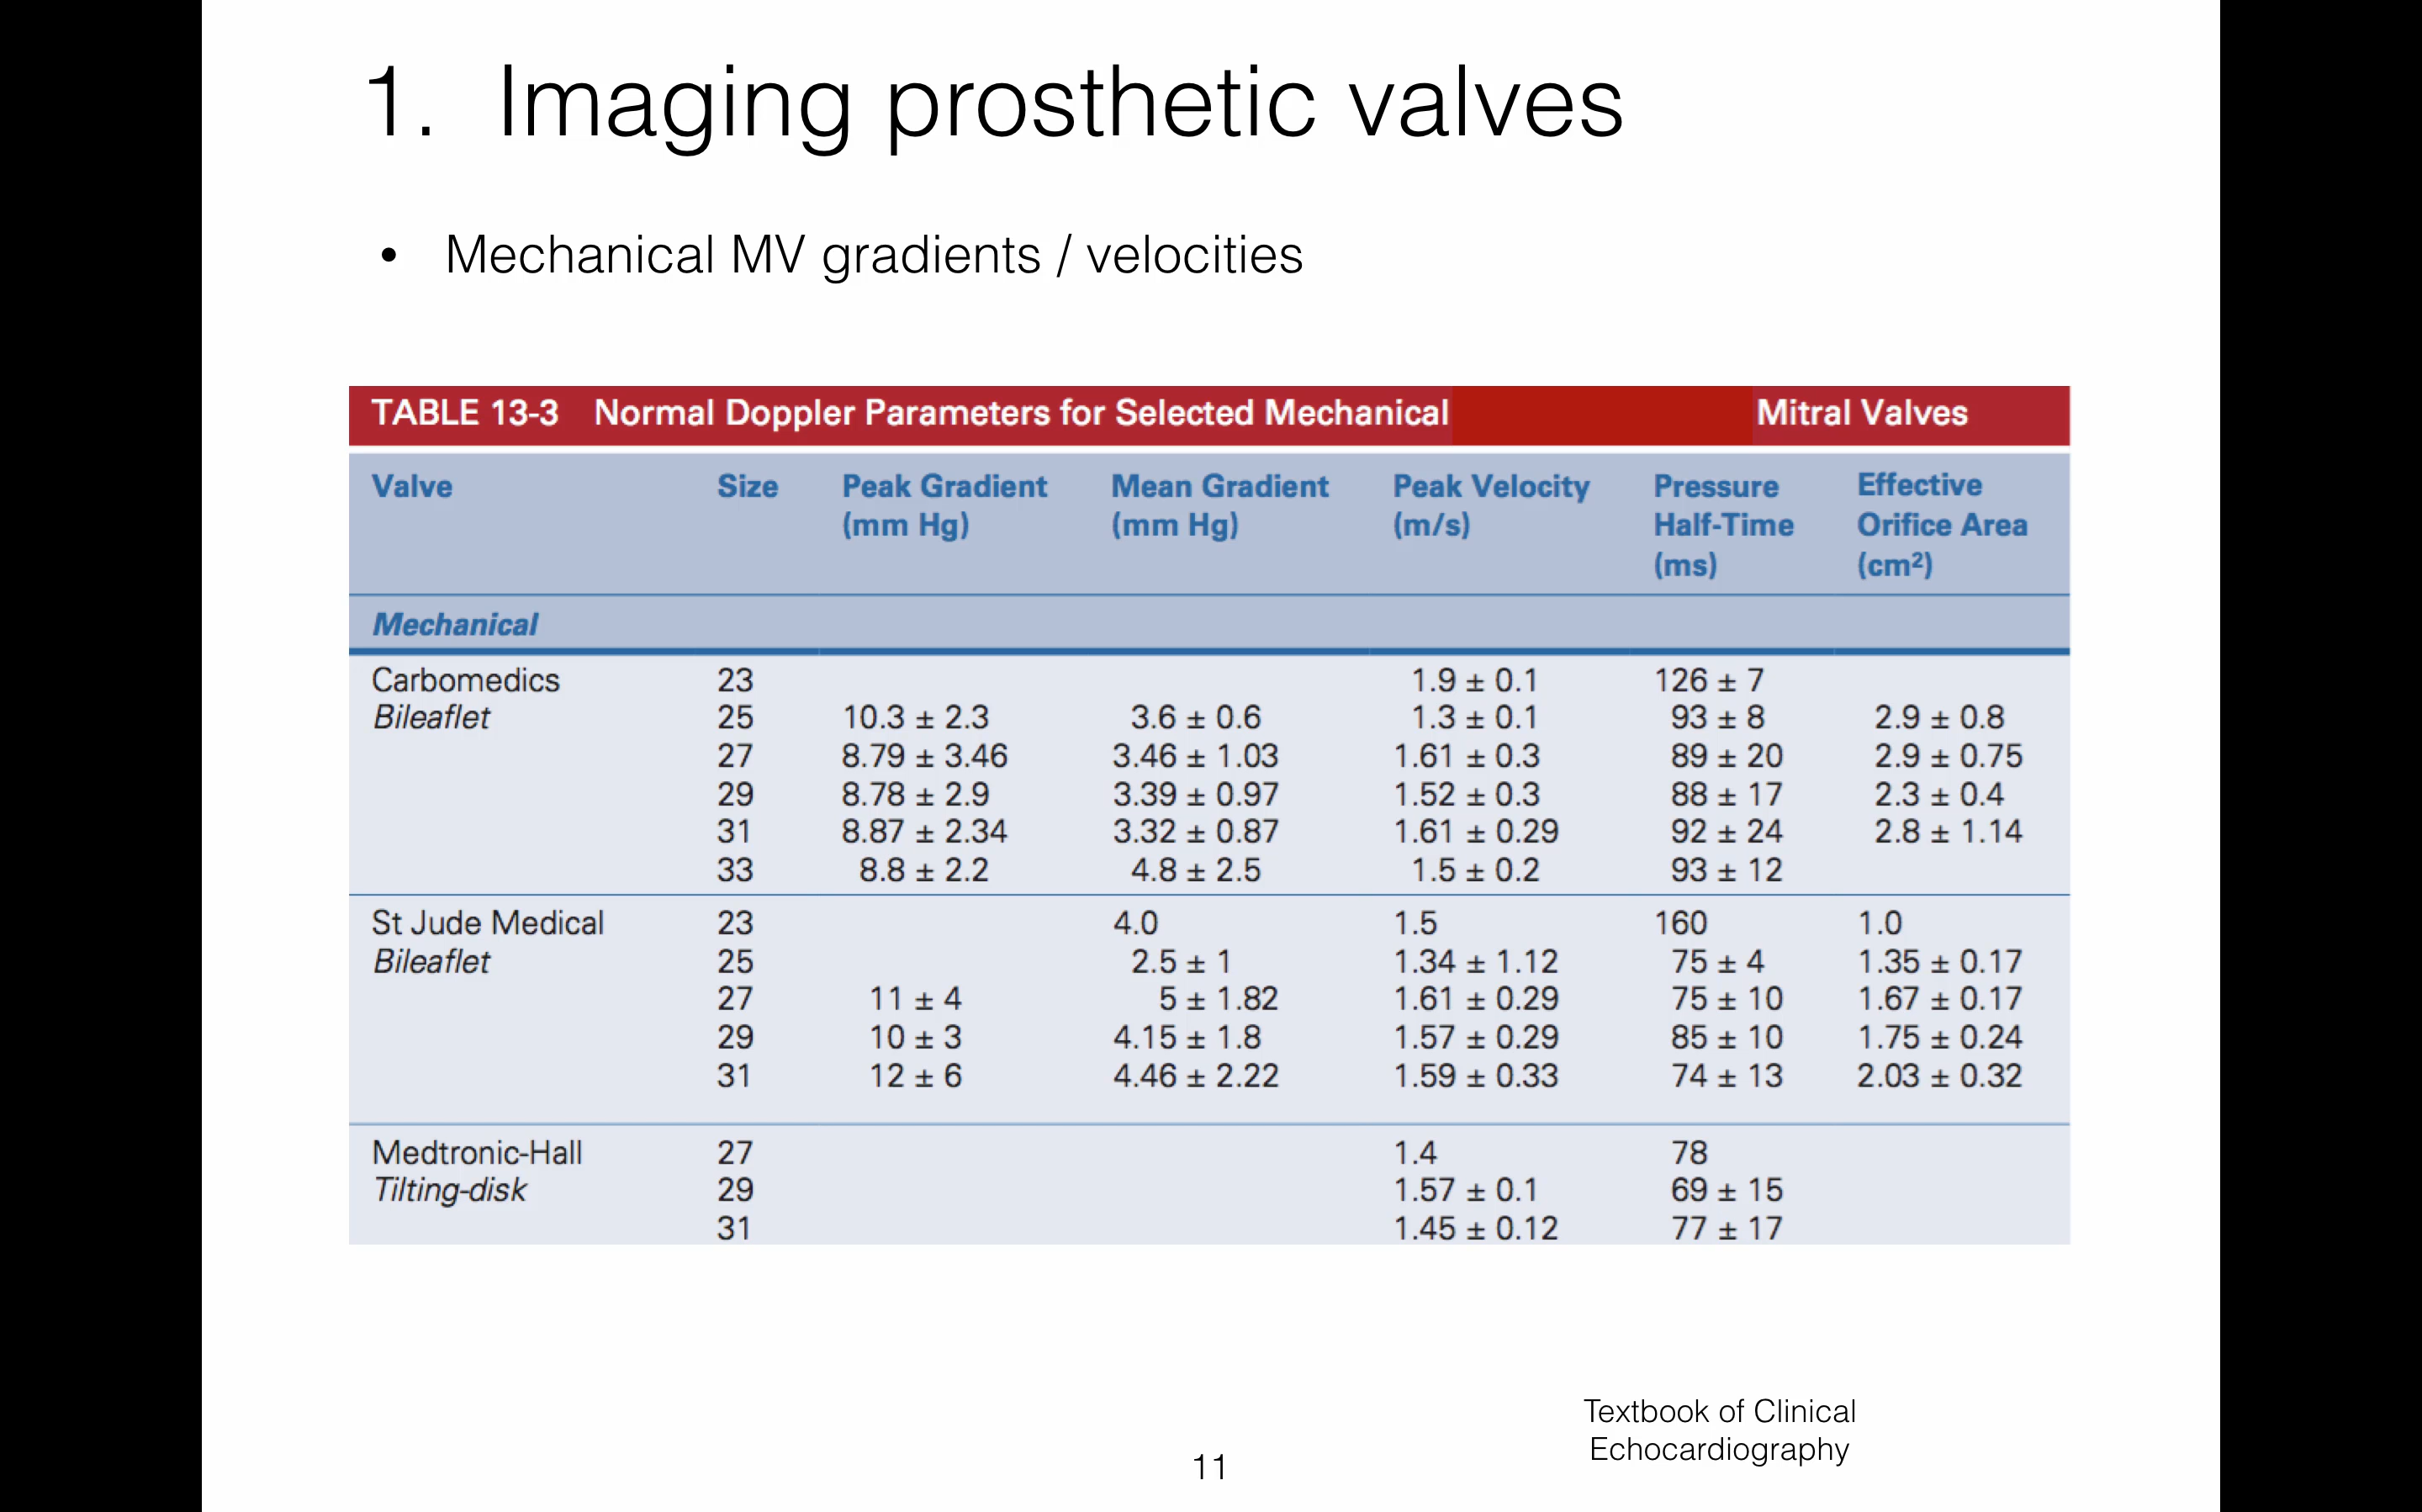 1. Imaging prosthetic valves
• Mechanical MV gradients / velocities
TABLE 13-3 Normal Doppler Parameters for Selected Mechanical Mitral Valves
Valve Size Peak Gradient (mm Hg) Mean Gradient (mm Hg) Peak Velocity (m/s) Pressure Half-Time (ms) Effective Orifice Area (cm²)
Mechanical
Carbomedics 23 1.9 ± 0.1 126 ± 7
Bileaflet 25 10.3 ± 2.3 3.6 ± 0.6 1.3 ± 0.1 93 ± 8 2.9 ± 0.8
27 8.79 ± 3.46 3.46 ± 1.03 1.61 ± 0.3 89 ± 20 2.9 ± 0.75
29 8.78 ± 2.9 3.39 ± 0.97 1.52 ± 0.3 88 ± 17 2.3 ± 0.4
31 8.87 ± 2.34 3.32 ± 0.87 1.61 ± 0.29 92 ± 24 2.8 ± 1.14
33 8.8 ± 2.2 4.8 ± 2.5 1.5 ± 0.2 93 ± 12
St Jude Medical 23 4.0 1.5 160 1.0
Bileaflet 25 2.5 ± 1 1.34 ± 1.12 75 ± 4 1.35 ± 0.17
27 11 ± 4 5 ± 1.82 1.61 ± 0.29 75 ± 10 1.67 ± 0.17
29 10 ± 3 4.15 ± 1.8 1.57 ± 0.29 85 ± 10 1.75 ± 0.24
31 12 ± 6 4.46 ± 2.22 1.59 ± 0.33 74 ± 13 2.03 ± 0.32
Medtronic-Hall 27 1.4 78
Tilting-disk 29 1.57 ± 0.1 69 ± 15
31 1.45 ± 0.12 77 ± 17
Textbook of Clinical
Echocardiography
11